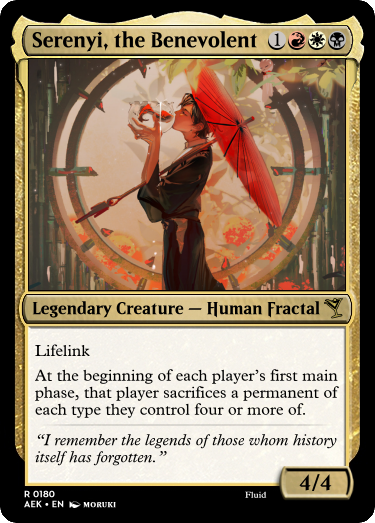 Serenyi, the Benevolent 1
Legendary Creature — Human Fractal
Lifelink
At the beginning of each player's first main
phase, that player sacrifices a permanent of
each type they control four or more of.
“I remember the legends of those whom history
itself has forgotten.”
4/4
R 0180
AEK • EN MORUKI
Fluid